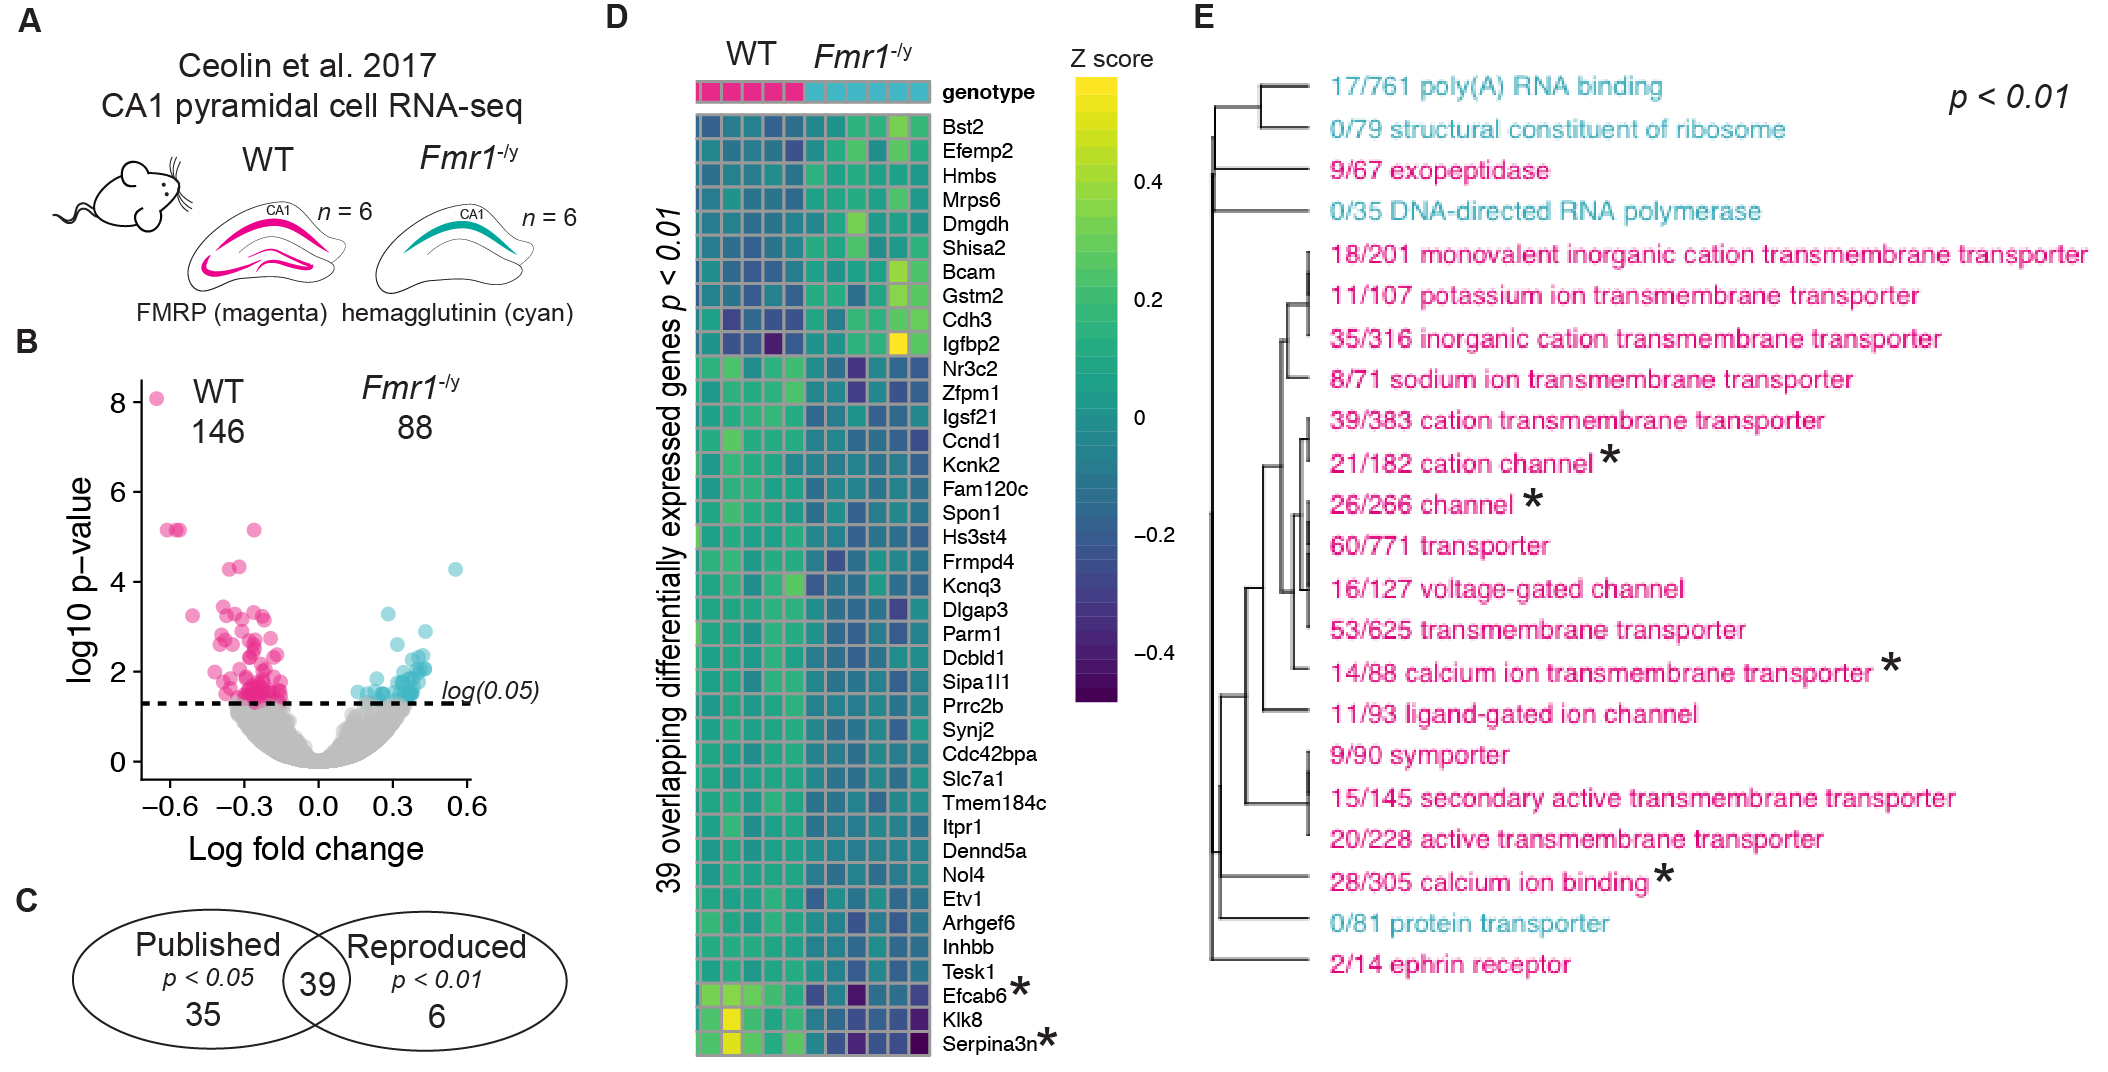 A
Ceolin et al. 2017
CA1 pyramidal cell RNA-seq
WT
Fmr1-/y
CA1
n = 6
CA1
n = 6
FMRP (magenta)
hemagglutinin (cyan)
B
WT
146
Fmr1-/y
88
log10 p−value
8
6
4
2
0
log(0.05)
−0.6
−0.3
0.0
0.3
0.6
Log fold change
C
Published
p < 0.05
35
39
Reproduced
p < 0.01
6
D
WT
Fmr1-/y
genotype
39 overlapping differentially expressed genes p < 0.01
Bst2
Efemp2
Hmbs
Mrps6
Dmgdh
Shisa2
Bcam
Gstm2
Cdh3
Igfbp2
Nr3c2
Zfpm1
Igsf21
Ccnd1
Kcnk2
Fam120c
Spon1
Hs3st4
Frmpd4
Kcnq3
Dlgap3
Parm1
Dcbld1
Sipa1l1
Prrc2b
Synj2
Cdc42bpa
Slc7a1
Tmem184c
Itpr1
Dennd5a
Nol4
Etv1
Arhgef6
Inhbb
Tesk1
Efcab6*
Klk8
Serpina3n*
Z score
0.4
0.2
0
−0.2
−0.4
E
p < 0.01
17/761 poly(A) RNA binding
0/79 structural constituent of ribosome
9/67 exopeptidase
0/35 DNA-directed RNA polymerase
18/201 monovalent inorganic cation transmembrane transporter
11/107 potassium ion transmembrane transporter
35/316 inorganic cation transmembrane transporter
8/71 sodium ion transmembrane transporter
39/383 cation transmembrane transporter
21/182 cation channel *
26/266 channel *
60/771 transporter
16/127 voltage-gated channel
53/625 transmembrane transporter
14/88 calcium ion transmembrane transporter *
11/93 ligand-gated ion channel
9/90 symporter
15/145 secondary active transmembrane transporter
20/228 active transmembrane transporter
28/305 calcium ion binding *
0/81 protein transporter
2/14 ephrin receptor